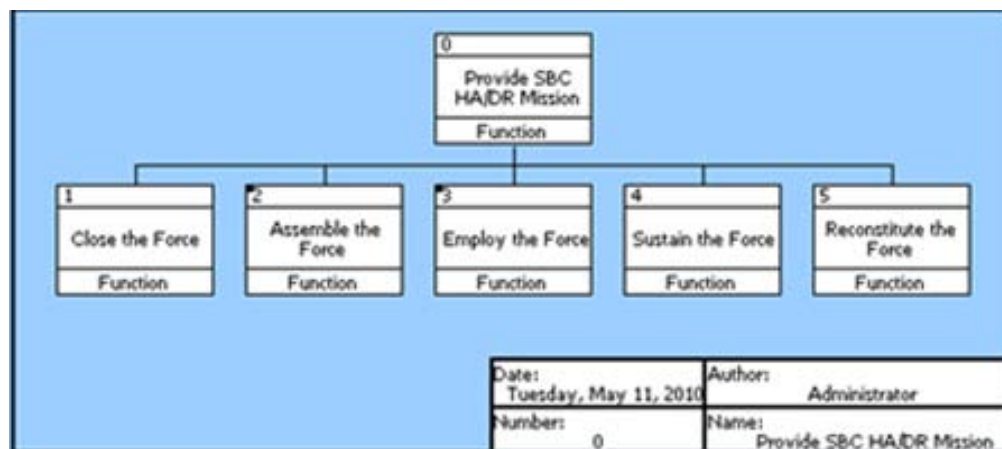 0
Provide SBC
HA/DR Mission
Function
1
Close the Force
Function
2
Assemble the
Force
Function
3
Employ the Force
Function
4
Sustain the Force
Function
5
Reconstitute the
Force
Function
Date:
Tuesday, May 11, 2010
Author:
Administrator
Number:
0
Name:
Provide SBC HA/DR Mission